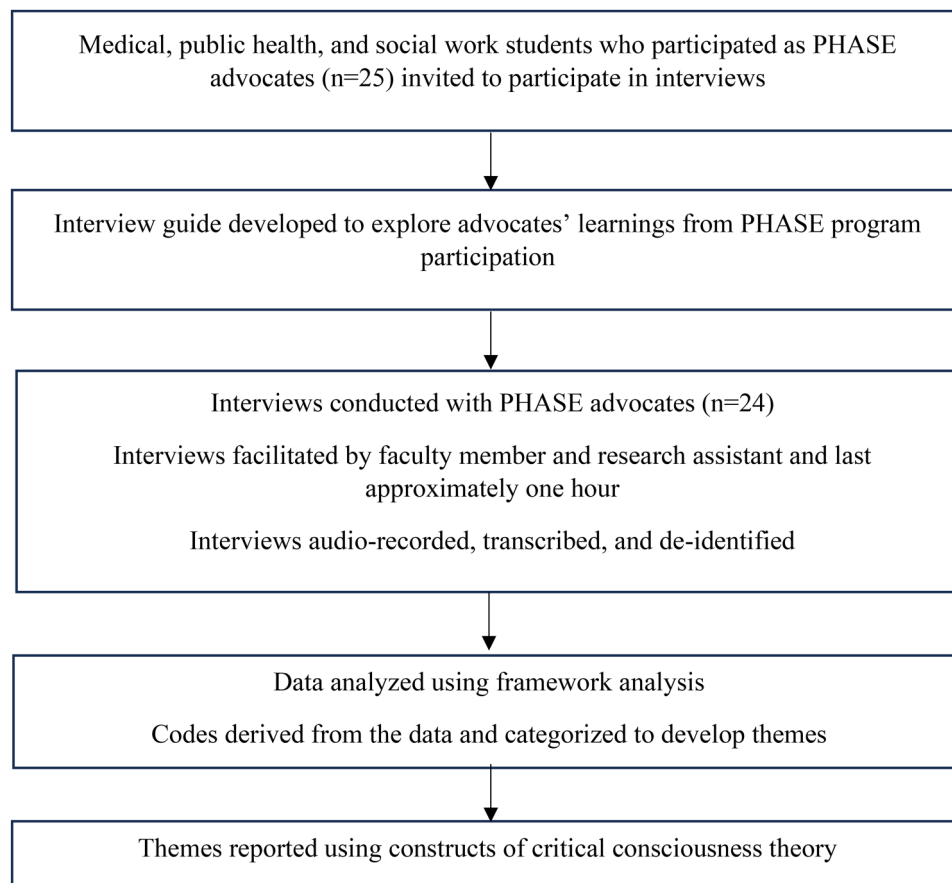 Medical, public health, and social work students who participated as PHASE
advocates (n=25) invited to participate in interviews
Interview guide developed to explore advocates’ learnings from PHASE program
participation
Interviews conducted with PHASE advocates (n=24)
Interviews facilitated by faculty member and research assistant and last
approximately one hour
Interviews audio-recorded, transcribed, and de-identified
Data analyzed using framework analysis
Codes derived from the data and categorized to develop themes
Themes reported using constructs of critical consciousness theory